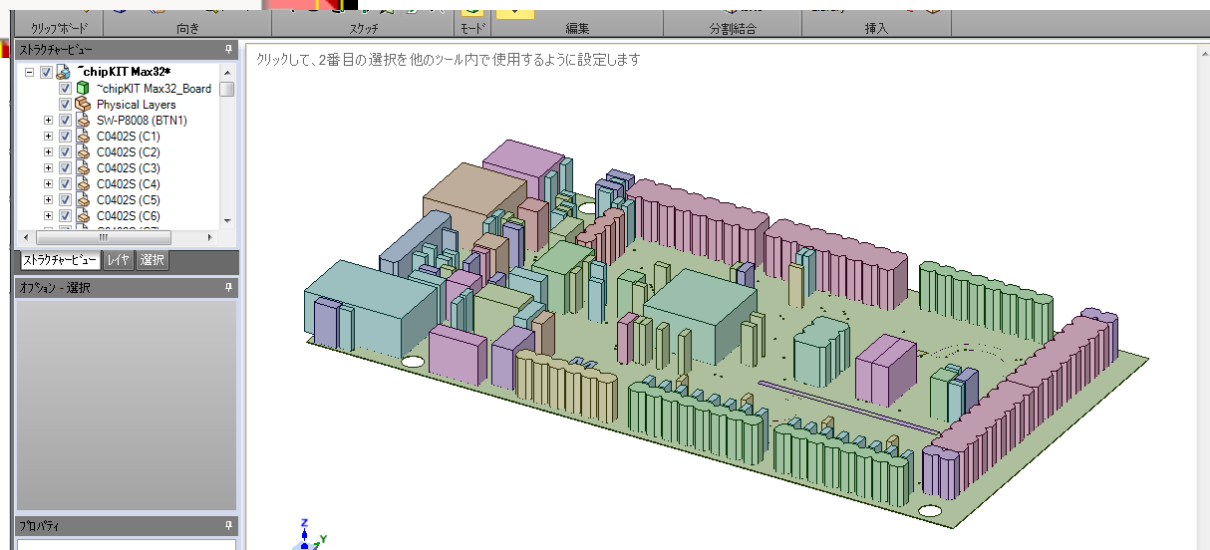 クリップボード 向き スケッチ モード 編集 分割結合 挿入
ストラクチャービュー
~chipKIT Max32*
~chipKIT Max32_Board
Physical Layers
SW-P8008 (BTN1)
C0402S (C1)
C0402S (C2)
C0402S (C3)
C0402S (C4)
C0402S (C5)
C0402S (C6)
ストラクチャービュー レイヤ 選択
オプション - 選択
プロパティ
クリックして、2番目の選択を他のツール内で使用するように設定します
Z
Y